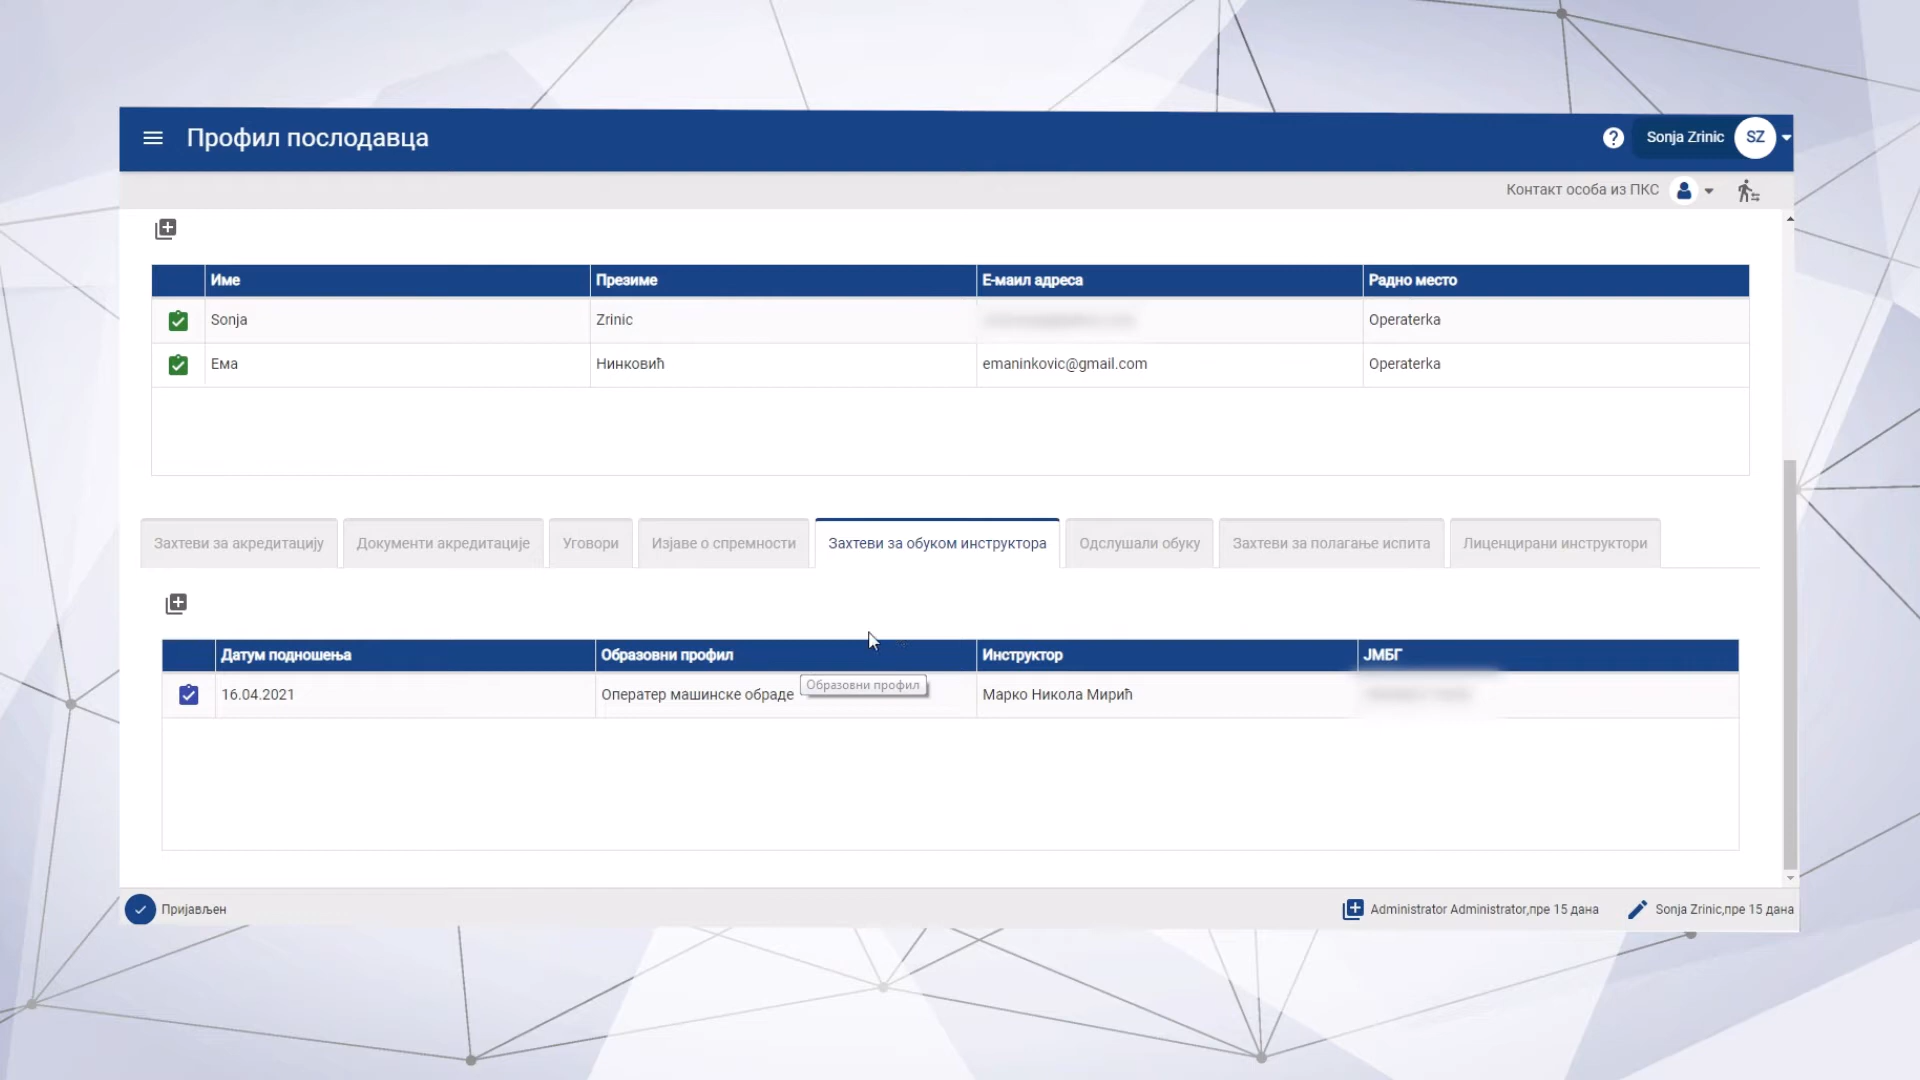 Профил послодавца
Sonja Zrinic SZ
Контакт особа из ПКС
Име Презиме Е-маил адреса Радно место
Sonja Zrinic Operaterka
Ема Нинковић emaninkovic@gmail.com Operaterka
Захтеви за акредитацију Документи акредитације Уговори Изјаве о спремности Захтеви за обуком инструктора Одслушали обуку Захтеви за полагање испита Лиценцирани инструктори
Датум подношења Образовни профил Инструктор ЈМБГ
16.04.2021 Оператер машинске обраде Образовни профил Марко Никола Мирић
Пријављен Administrator Administrator,пре 15 дана Sonja Zrinic,пре 15 дана